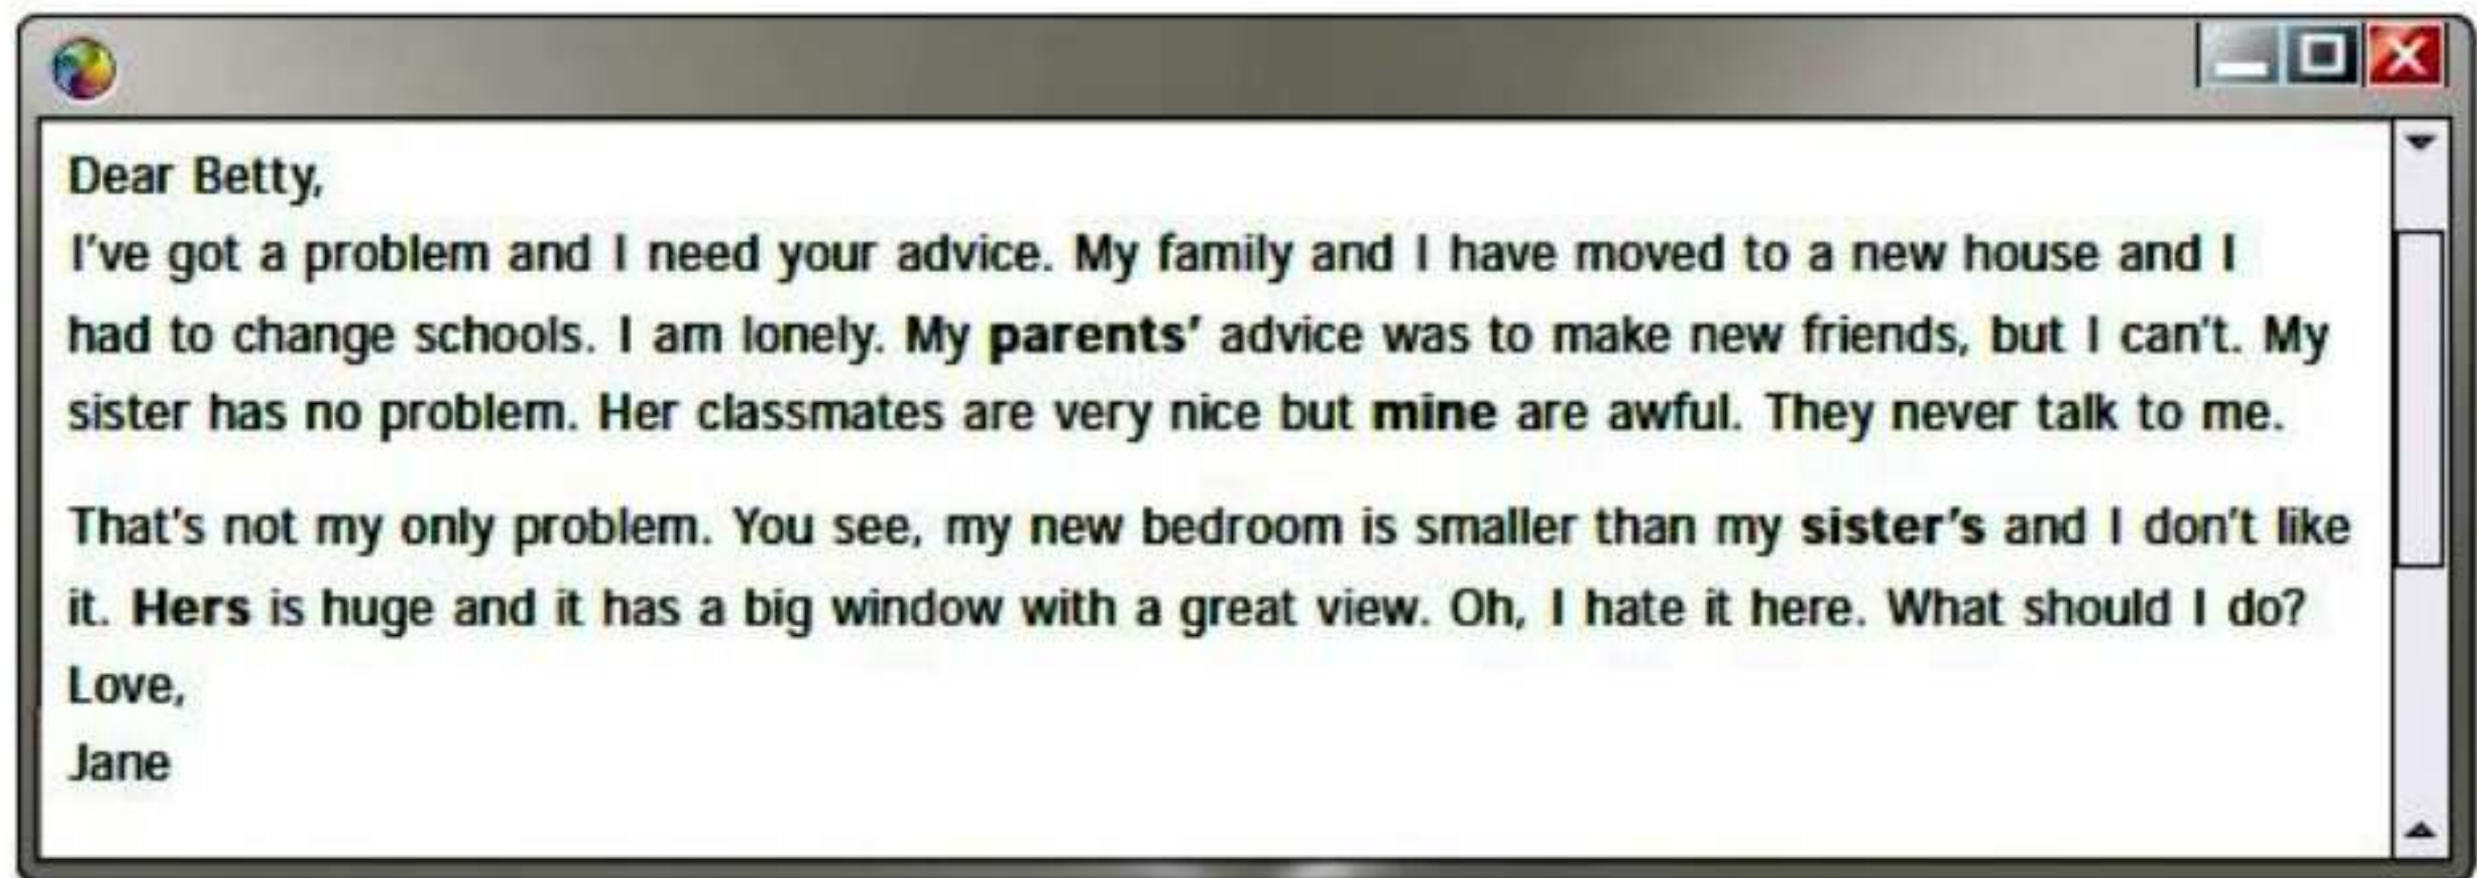 Dear Betty,
I've got a problem and I need your advice. My family and I have moved to a new house and I
had to change schools. I am lonely. My parents' advice was to make new friends, but I can't. My
sister has no problem. Her classmates are very nice but mine are awful. They never talk to me.
That's not my only problem. You see, my new bedroom is smaller than my sister's and I don't like
it. Hers is huge and it has a big window with a great view. Oh, I hate it here. What should I do?
Love,
Jane